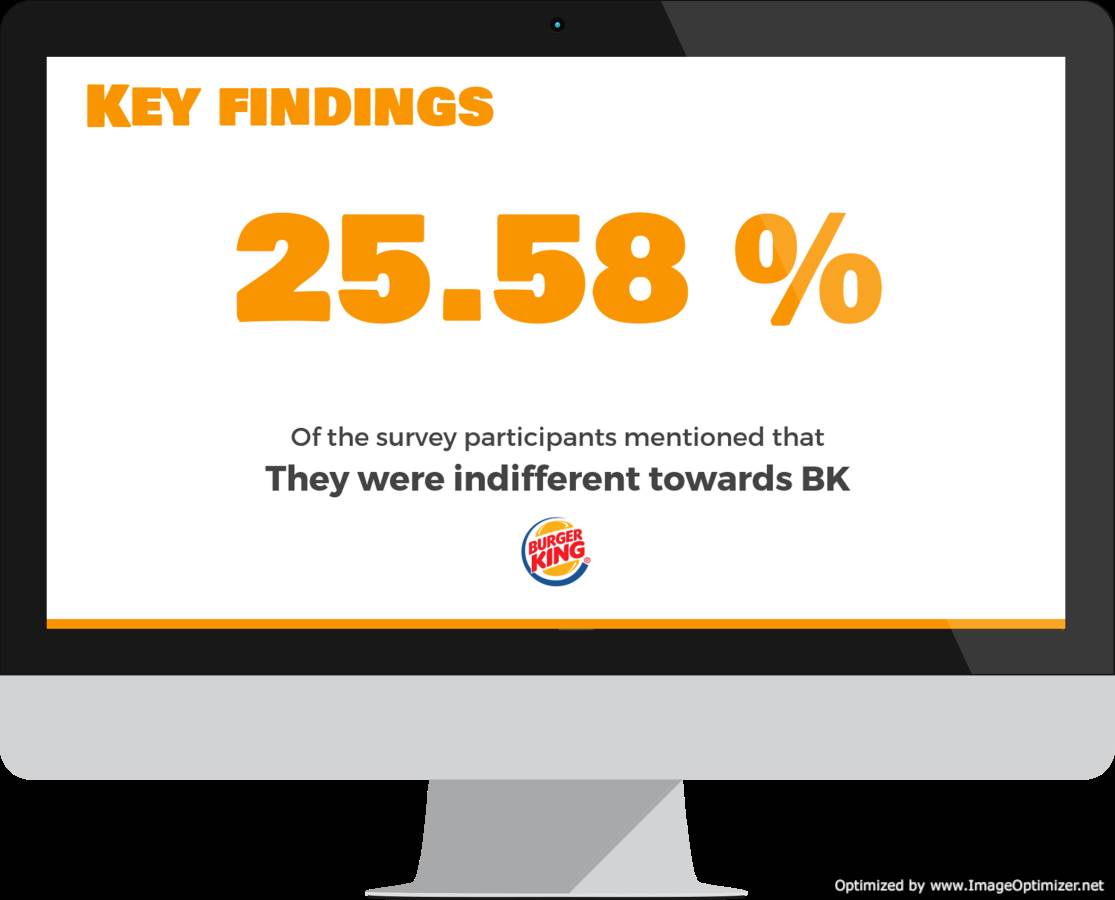 KEY FINDINGS
25.58 %
Of the survey participants mentioned that
They were indifferent towards BK
BURGER
KING
®
Optimized by www.ImageOptimizer.net